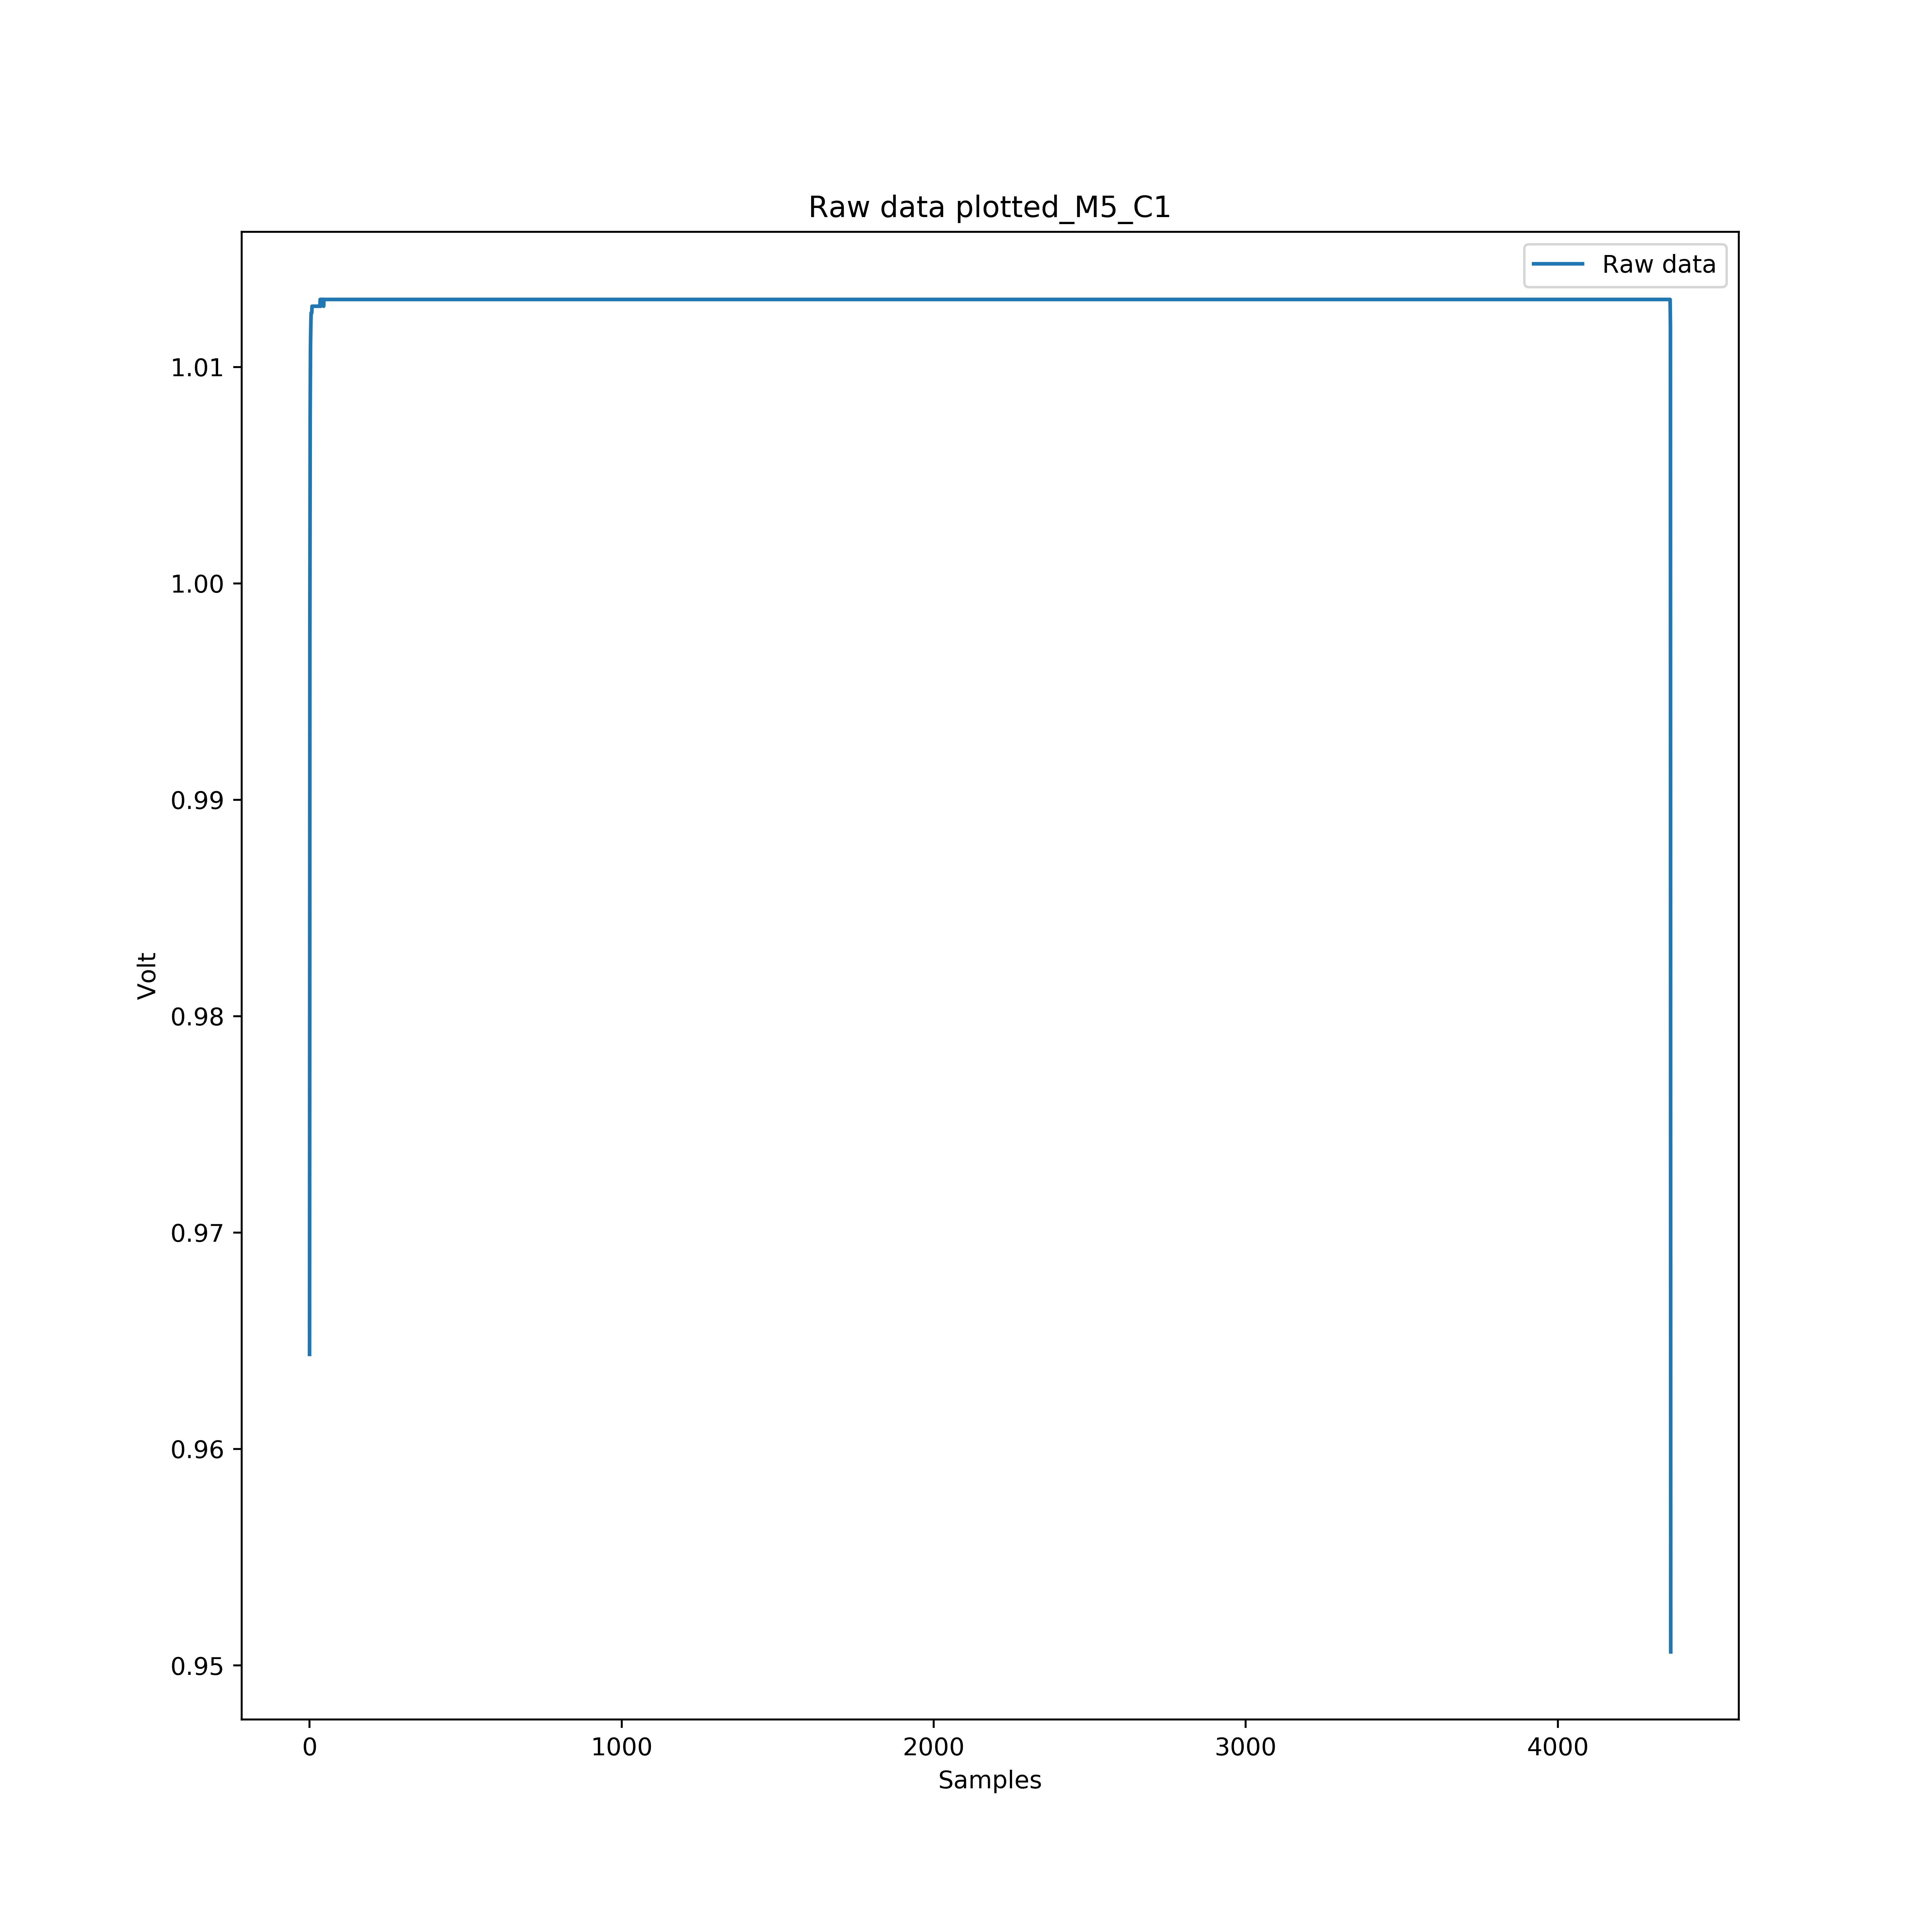 Raw data plotted_M5_C1
Raw data
1.01
1.00
0.99
0.98
0.97
0.96
0.95
Volt
0 1000 2000 3000 4000
Samples